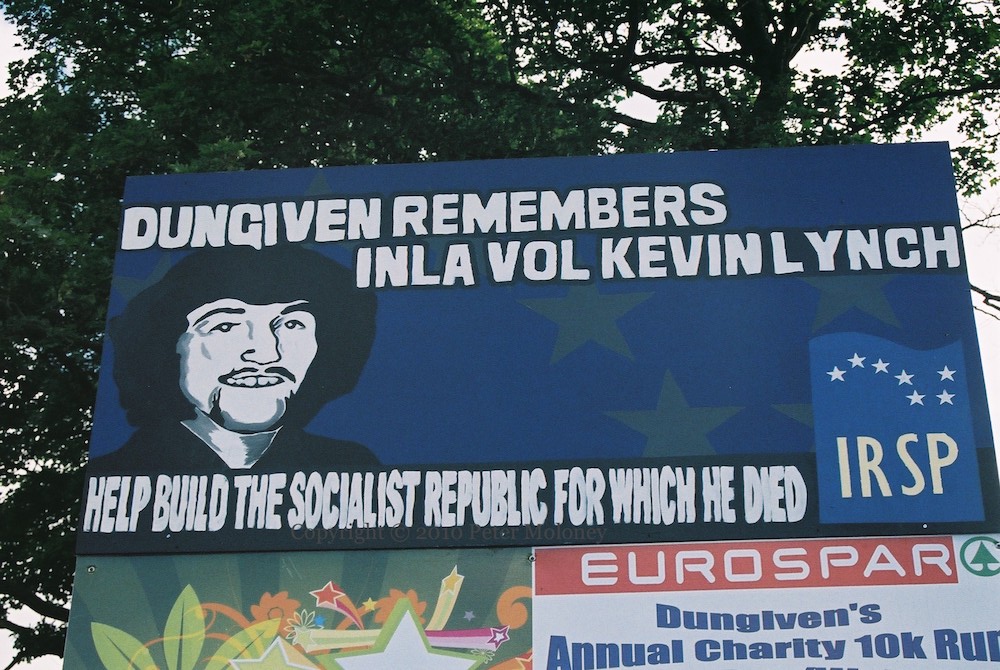 DUNGIVEN REMEMBERS
INLA VOL KEVIN LYNCH
IRSP
HELP BUILD THE SOCIALIST REPUBLIC FOR WHICH HE DIED
Copyright © 2010 Peter Moloney
EUROSPAR
Dungiven's
Annual Charity 10k Run